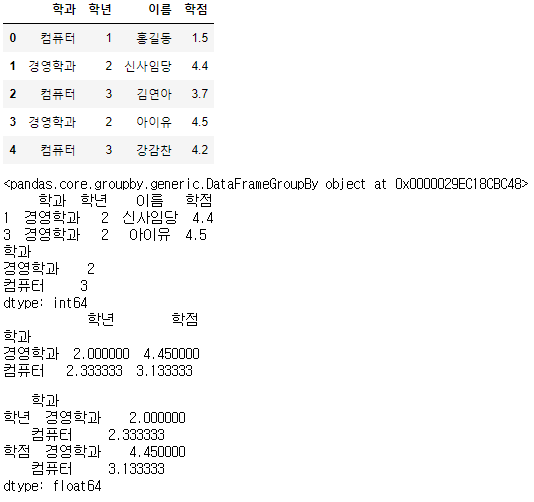 학과 학년 이름 학점
0 컴퓨터 1 홍길동 1.5
1 경영학과 2 신사임당 4.4
2 컴퓨터 3 김연아 3.7
3 경영학과 2 아이유 4.5
4 컴퓨터 3 강감찬 4.2
<pandas.core.groupby.generic.DataFrameGroupBy object at 0x0000029EC18CBC48>
학과 학년 이름 학점
1 경영학과 2 신사임당 4.4
3 경영학과 2 아이유 4.5
학과
경영학과 2
컴퓨터 3
dtype: int64
학년 학점
학과
경영학과 2.000000 4.450000
컴퓨터 2.333333 3.133333
학과
학년 경영학과 2.000000
컴퓨터 2.333333
학점 경영학과 4.450000
컴퓨터 3.133333
dtype: float64